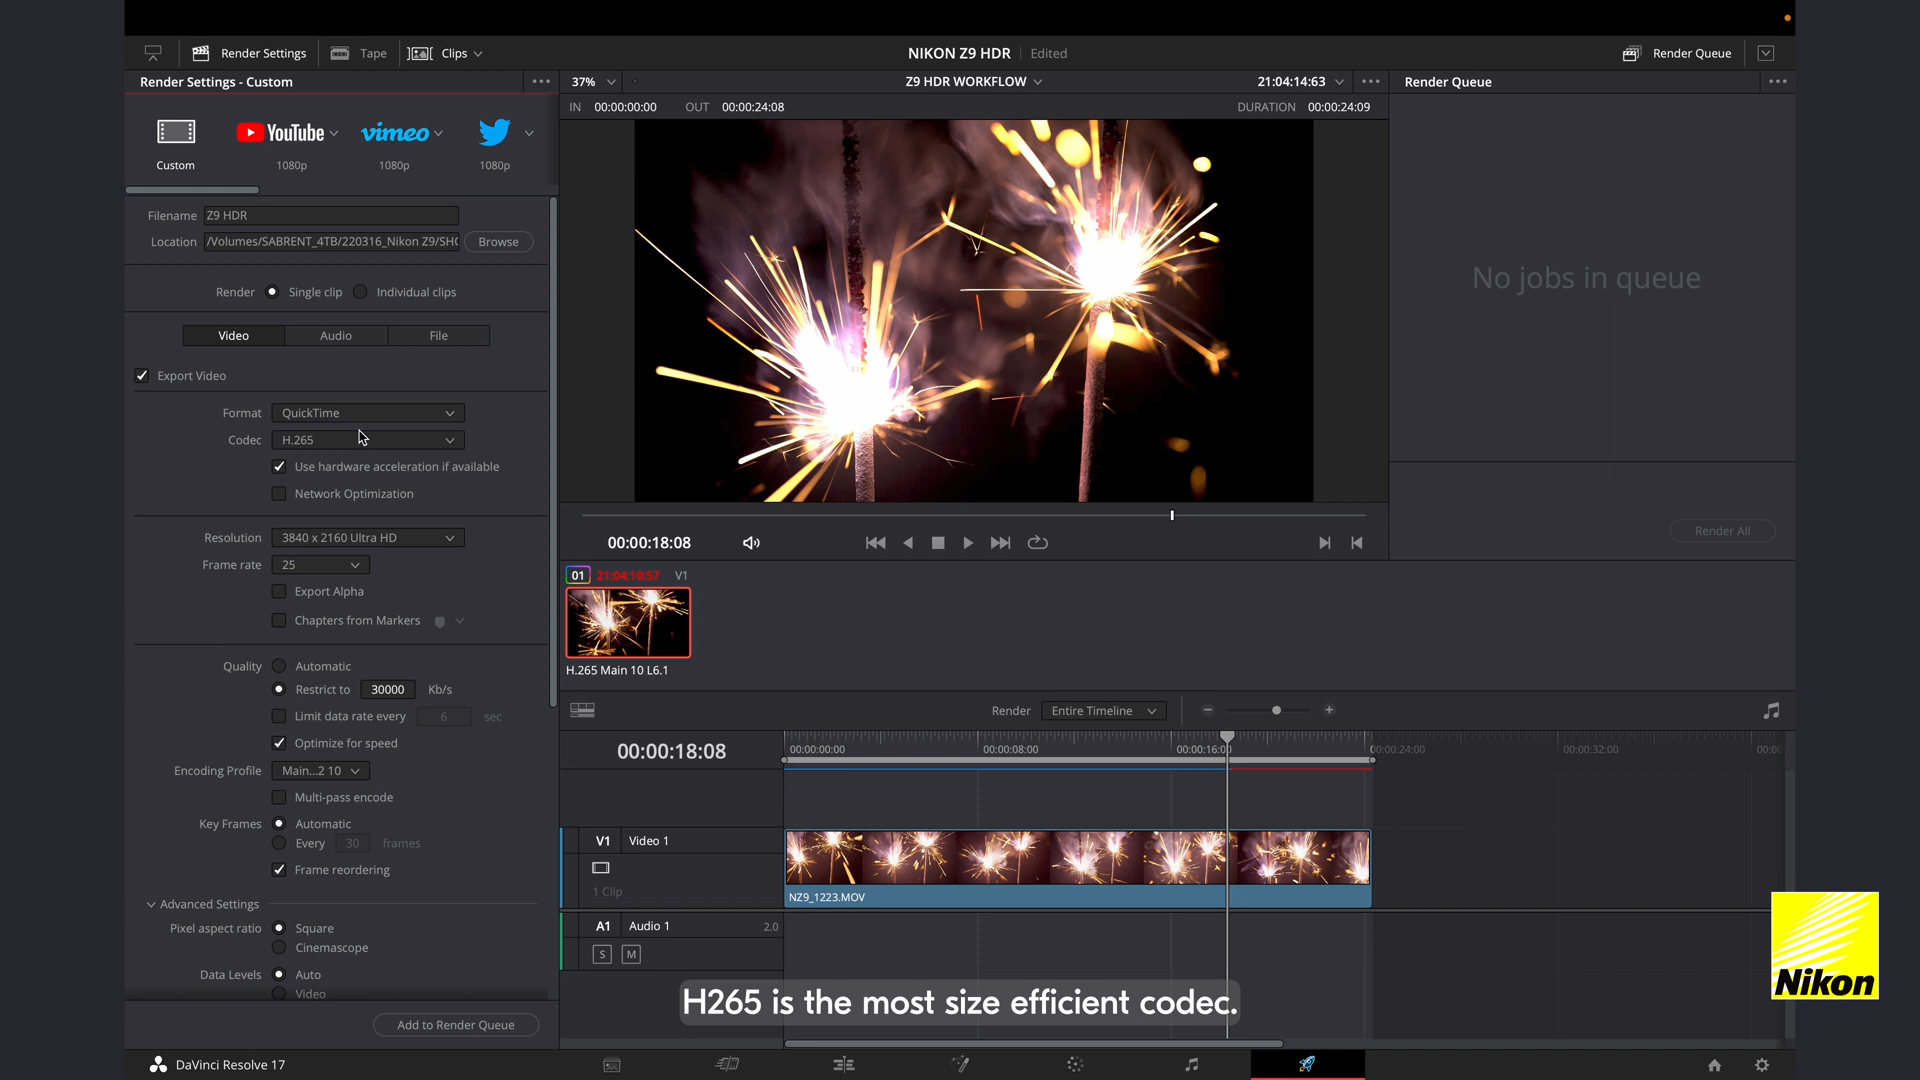 Render Settings
Tape
Clips
NIKON Z9 HDR
Edited
Render Queue
Render Settings - Custom
37%
Z9 HDR WORKFLOW
21:04:14:63
Render Queue
IN 00:00:00:00 OUT 00:00:24:08
DURATION 00:00:24:09
YouTube
vimeo
Custom
1080p
1080p
1080p
Filename Z9 HDR
Location /Volumes/SABRENT_4TB/220316_Nikon Z9/SH
Browse
Render Single clip Individual clips
Video Audio File
Export Video
Format QuickTime
Codec H.265
Use hardware acceleration if available
Network Optimization
Resolution 3840 x 2160 Ultra HD
Frame rate 25
Export Alpha
Chapters from Markers
Quality Automatic
Restrict to 30000 Kb/s
Limit data rate every 6 sec
Optimize for speed
Encoding Profile Main...2 10
Multi-pass encode
Key Frames Automatic
Every 30 frames
Frame reordering
Advanced Settings
Pixel aspect ratio Square
Cinemascope
Data Levels Auto
Video
Add to Render Queue
No jobs in queue
Render All
00:00:18:08
01 21:04:10:57 V1
H.265 Main 10 L6.1
Render Entire Timeline
00:00:18:08
00:00:00:00
00:00:08:00
00:00:16:00
00:00:24:00
00:00:32:00
00:00
V1 Video 1
1 Clip
NZ9_1223.MOV
A1 Audio 1 2.0
S M
H265 is the most size efficient codec.
Nikon
DaVinci Resolve 17